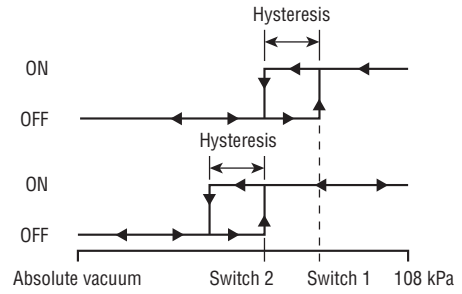 Hysteresis
ON
OFF
Hysteresis
ON
OFF
Absolute vacuum Switch 2 Switch 1 108 kPa